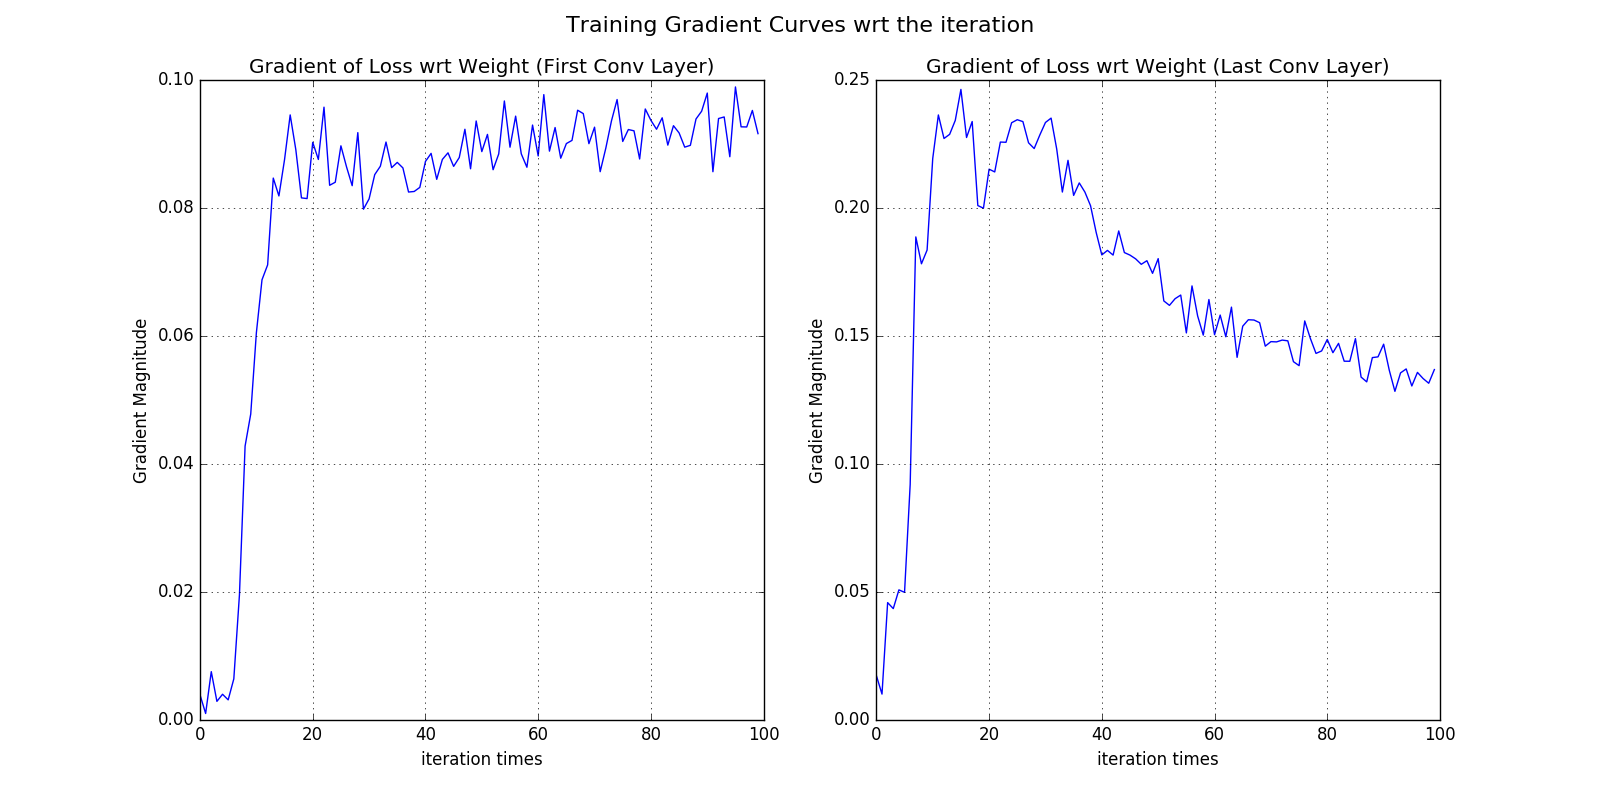 Training Gradient Curves wrt the iteration
Gradient of Loss wrt Weight (First Conv Layer)
0.10
0.08
0.06
0.04
0.02
0.00
Gradient Magnitude
0 20 40 60 80 100
iteration times
Gradient of Loss wrt Weight (Last Conv Layer)
0.25
0.20
0.15
0.10
0.05
0.00
Gradient Magnitude
0 20 40 60 80 100
iteration times